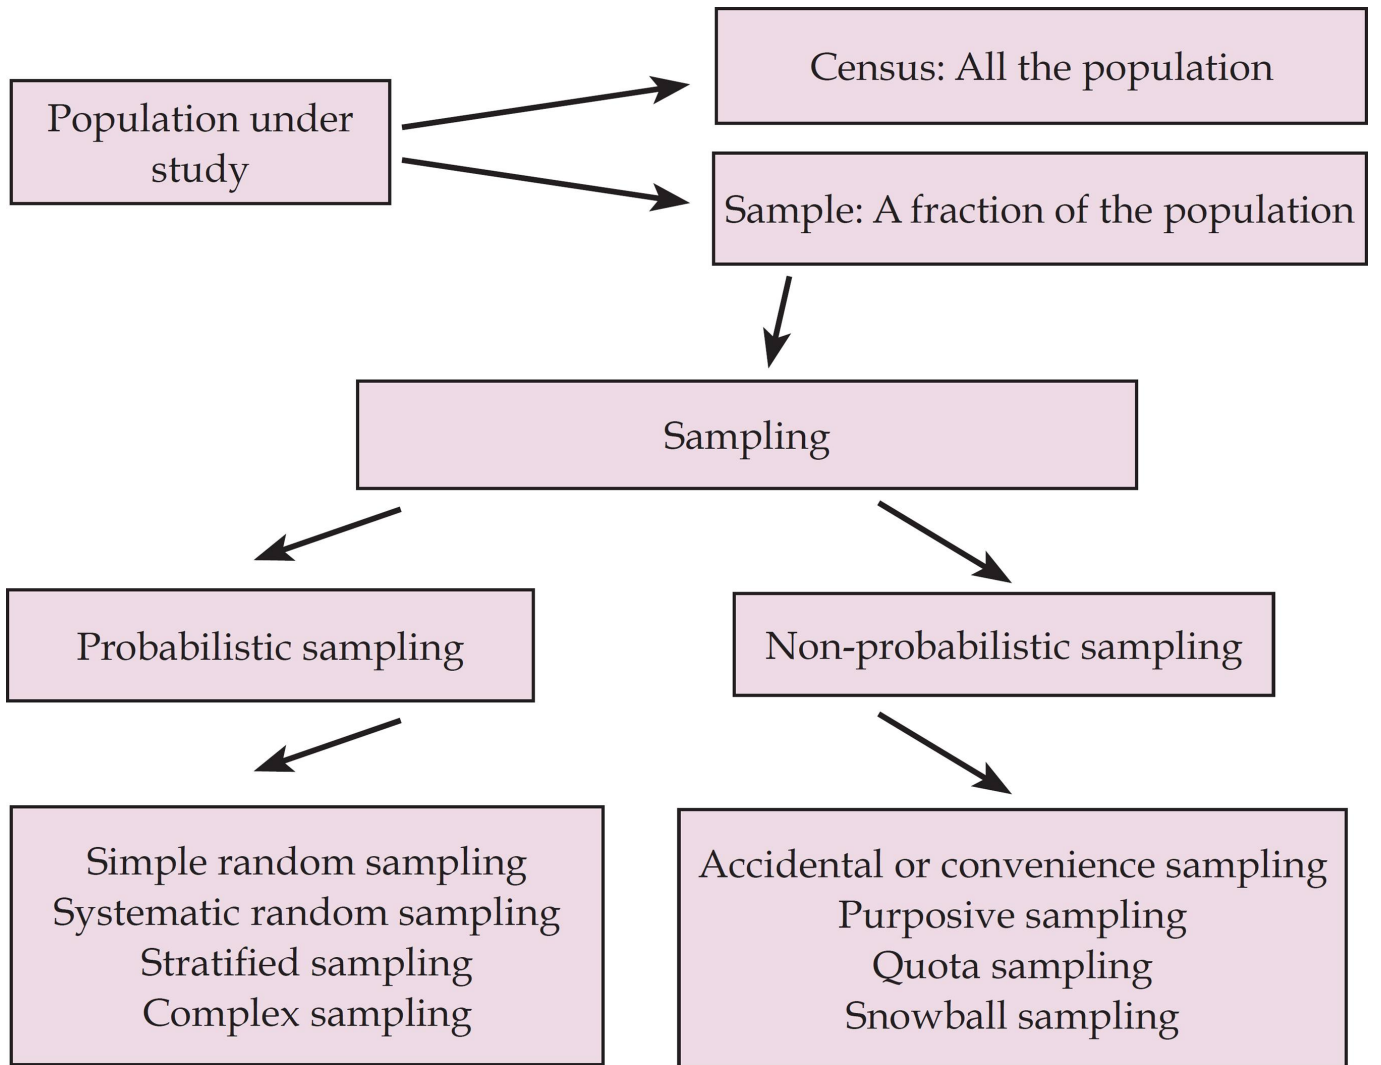 Census: All the population
Population under
study
Sample: A fraction of the population
Sampling
Probabilistic sampling
Non-probabilistic sampling
Simple random sampling
Systematic random sampling
Stratified sampling
Complex sampling
Accidental or convenience sampling
Purposive sampling
Quota sampling
Snowball sampling